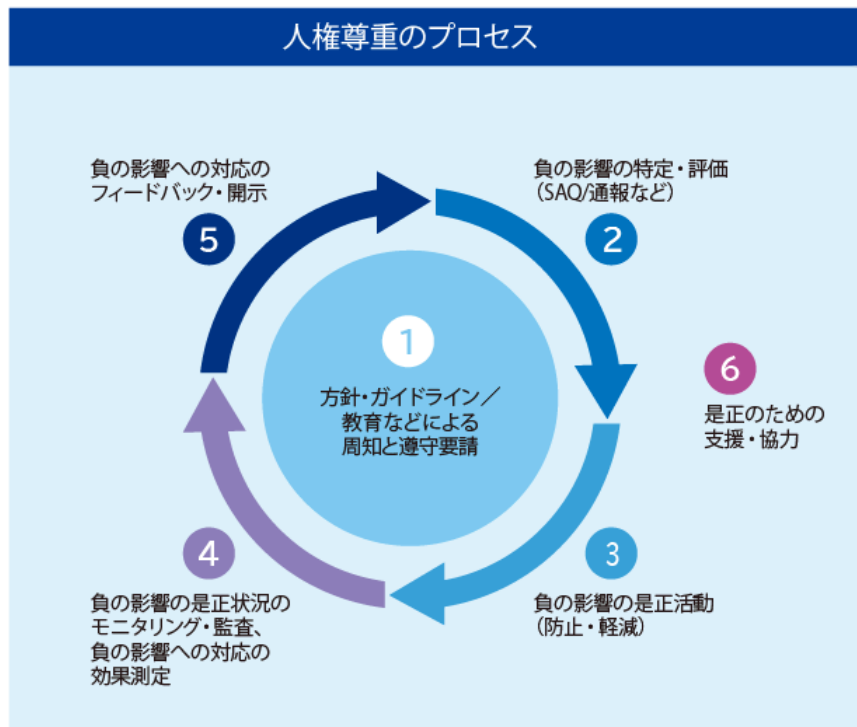 人権尊重のプロセス
1
方針・ガイドライン／
教育などによる
周知と遵守要請
2
負の影響の特定・評価
（SAQ/通報など）
3
負の影響の是正活動
（防止・軽減）
4
負の影響の是正状況の
モニタリング・監査、
負の影響への対応の
効果測定
5
負の影響への対応の
フィードバック・開示
6
是正のための
支援・協力